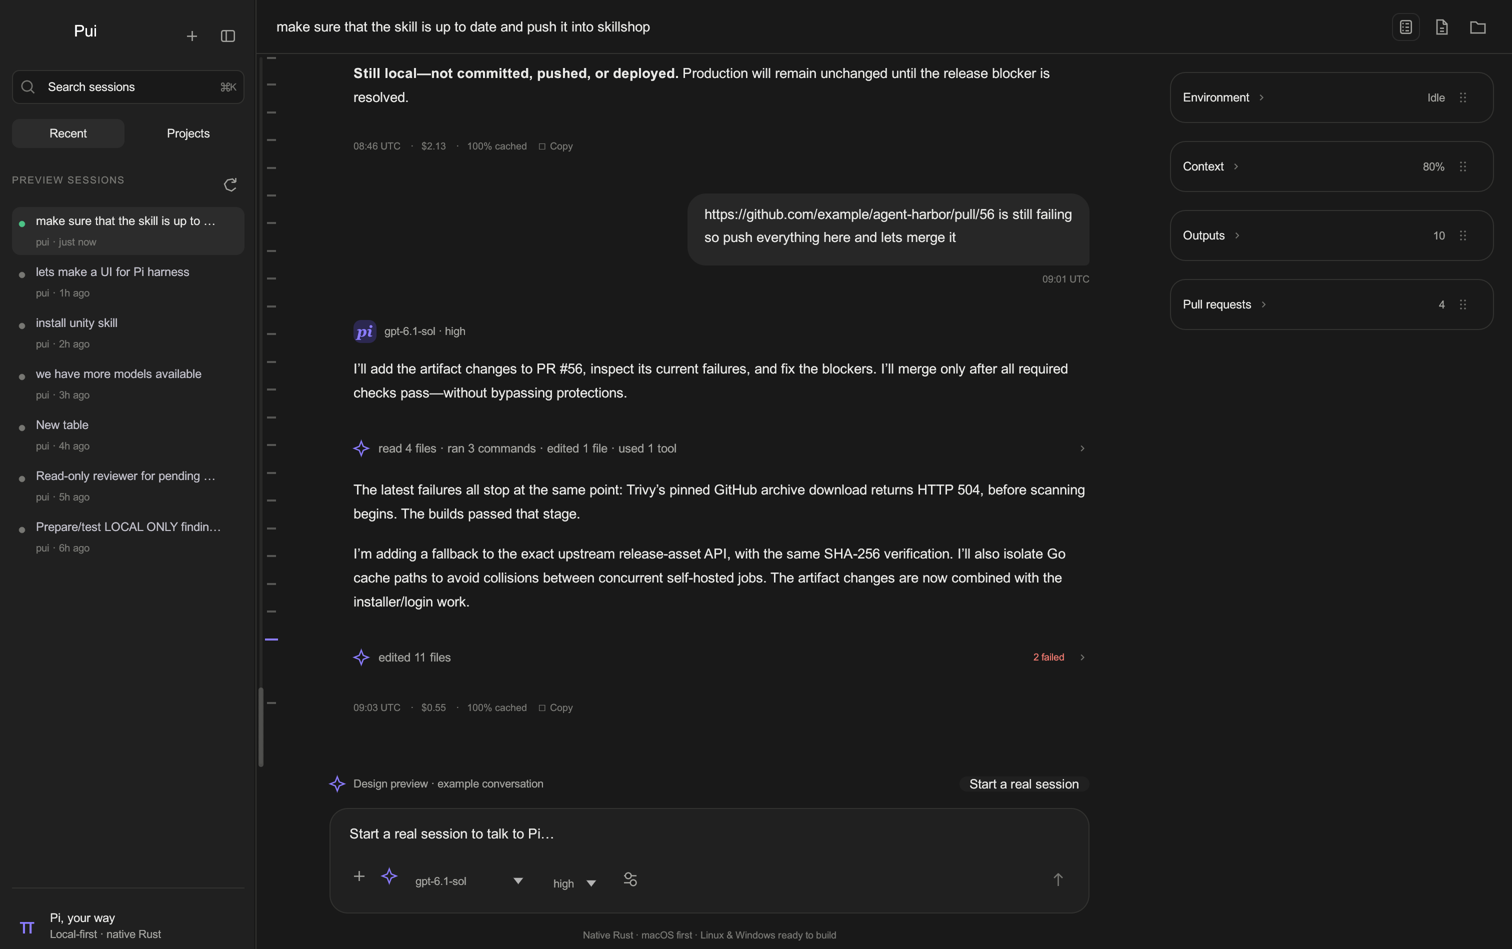 Pui
Search sessions
⌘K
Recent
Projects
PREVIEW SESSIONS
make sure that the skill is up to …
pui · just now
lets make a UI for Pi harness
pui · 1h ago
install unity skill
pui · 2h ago
we have more models available
pui · 3h ago
New table
pui · 4h ago
Read-only reviewer for pending …
pui · 5h ago
Prepare/test LOCAL ONLY findin…
pui · 6h ago
Pi, your way
Local-first · native Rust
make sure that the skill is up to date and push it into skillshop
Still local—not committed, pushed, or deployed. Production will remain unchanged until the release blocker is
resolved.
08:46 UTC · $2.13 · 100% cached Copy
https://github.com/example/agent-harbor/pull/56 is still failing
so push everything here and lets merge it
09:01 UTC
pi gpt-6.1-sol · high
I’ll add the artifact changes to PR #56, inspect its current failures, and fix the blockers. I’ll merge only after all required
checks pass—without bypassing protections.
read 4 files · ran 3 commands · edited 1 file · used 1 tool
The latest failures all stop at the same point: Trivy’s pinned GitHub archive download returns HTTP 504, before scanning
begins. The builds passed that stage.
I’m adding a fallback to the exact upstream release-asset API, with the same SHA-256 verification. I’ll also isolate Go
cache paths to avoid collisions between concurrent self-hosted jobs. The artifact changes are now combined with the
installer/login work.
edited 11 files
2 failed
09:03 UTC · $0.55 · 100% cached Copy
Design preview · example conversation
Start a real session
Start a real session to talk to Pi…
gpt-6.1-sol
high
Native Rust · macOS first · Linux & Windows ready to build
Environment
Idle
Context
80%
Outputs
10
Pull requests
4